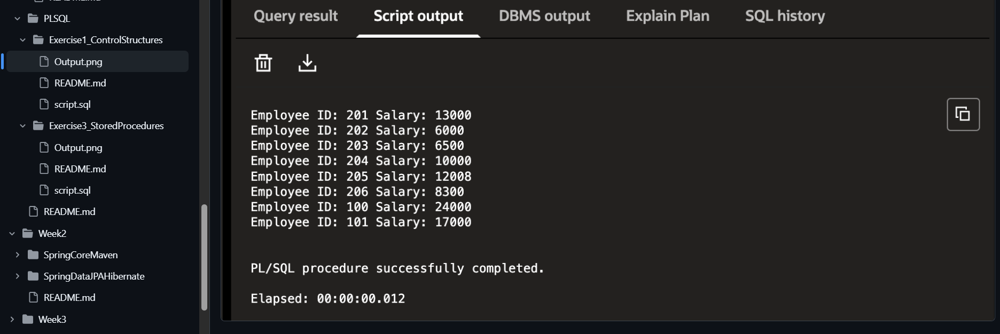 PLSQL
Exercise1_ControlStructures
Output.png
README.md
script.sql
Exercise3_StoredProcedures
Output.png
README.md
script.sql
README.md
Week2
SpringCoreMaven
SpringDataJPAHibernate
README.md
Week3
Query result Script output DBMS output Explain Plan SQL history
Employee ID: 201 Salary: 13000
Employee ID: 202 Salary: 6000
Employee ID: 203 Salary: 6500
Employee ID: 204 Salary: 10000
Employee ID: 205 Salary: 12008
Employee ID: 206 Salary: 8300
Employee ID: 100 Salary: 24000
Employee ID: 101 Salary: 17000
PL/SQL procedure successfully completed.
Elapsed: 00:00:00.012